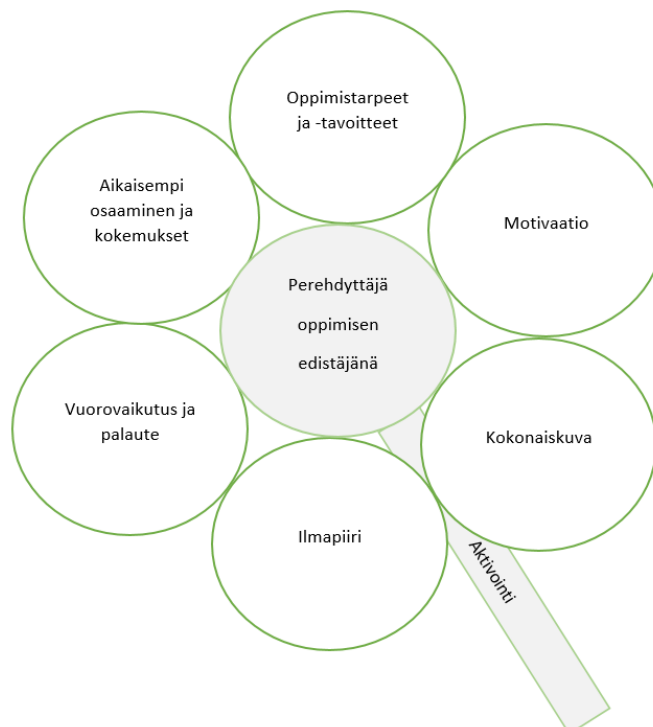 Oppimistarpeet
ja -tavoitteet
Aikaisempi
osaaminen ja
kokemukset
Motivaatio
Perehdyttäjä
oppimisen
edistäjänä
Vuorovaikutus ja
palaute
Kokonaiskuva
Ilmapiiri
Aktivointi